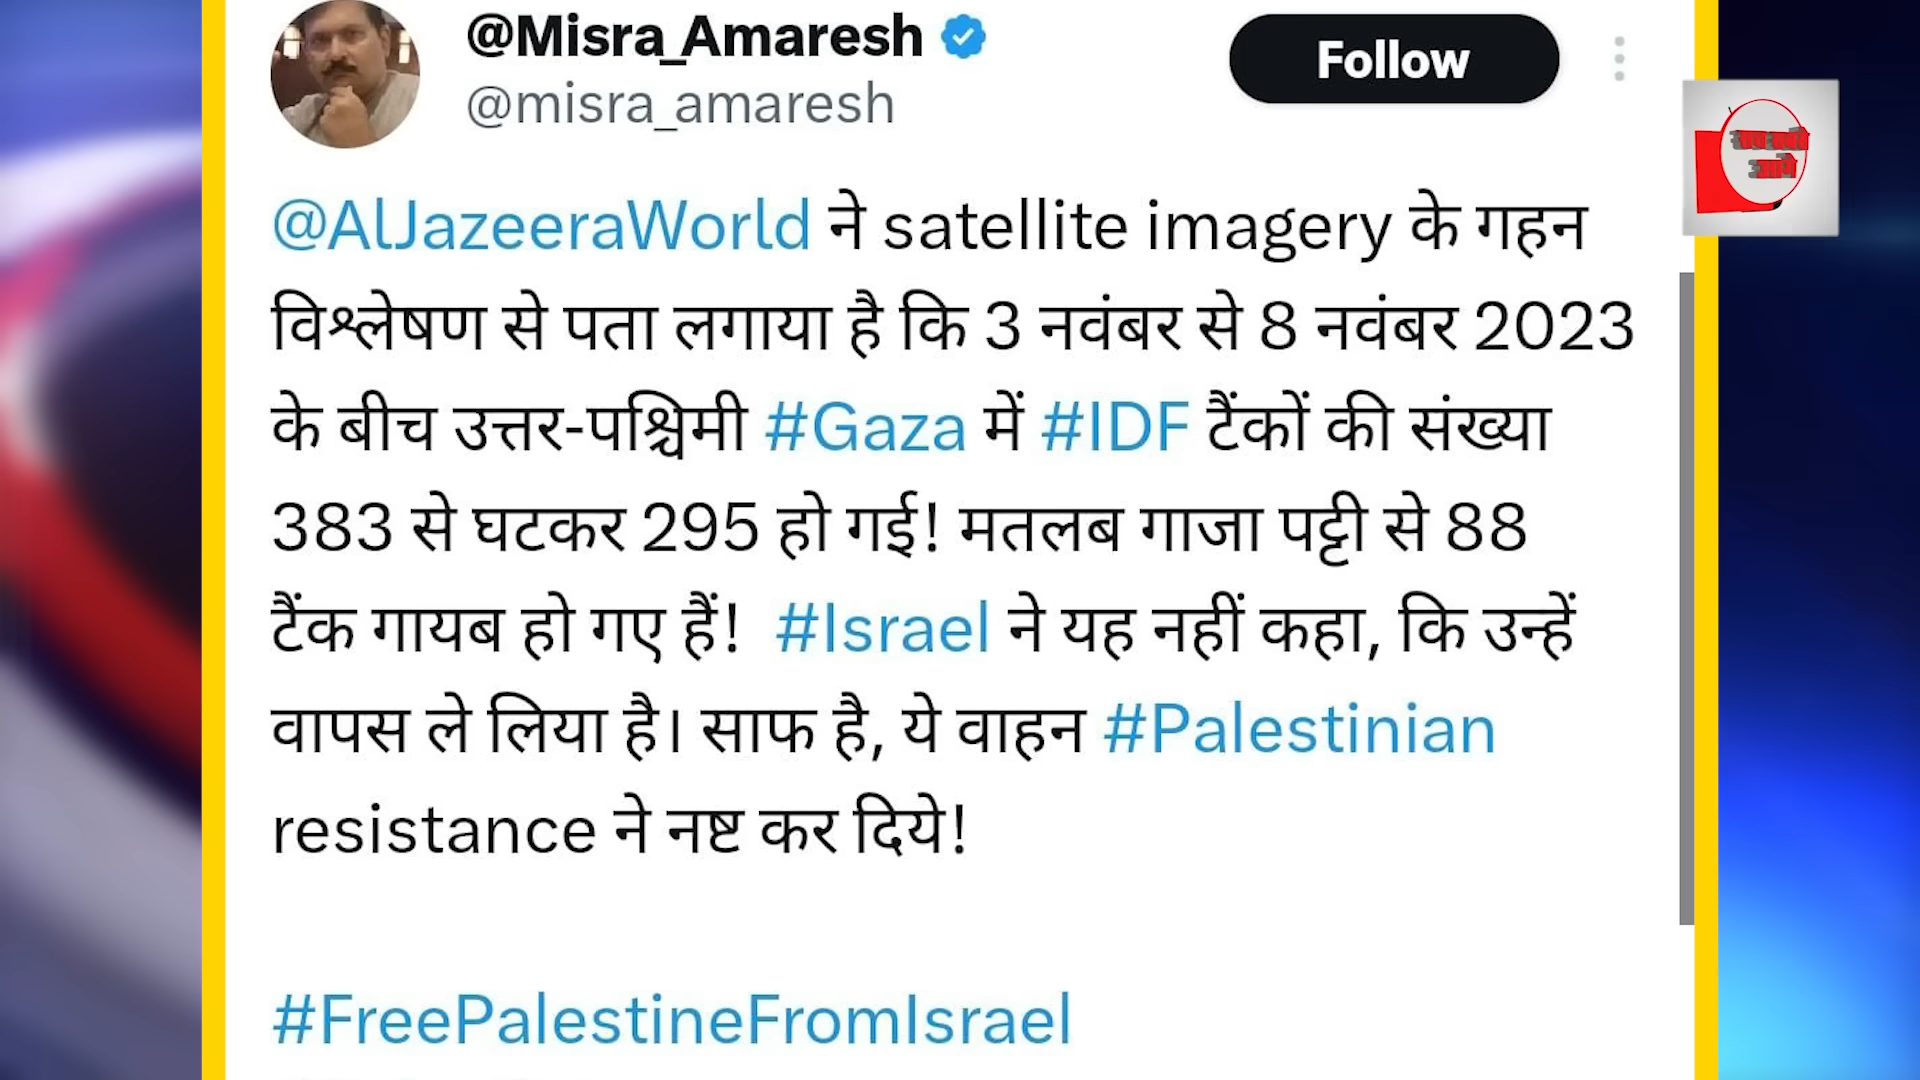 @Misra_Amaresh
@misra_amaresh
Follow
@AlJazeeraWorld ने satellite imagery के गहन
विश्लेषण से पता लगाया है कि 3 नवंबर से 8 नवंबर 2023
के बीच उत्तर-पश्चिमी #Gaza में #IDF टैंकों की संख्या
383 से घटकर 295 हो गई! मतलब गाजा पट्टी से 88
टैंक गायब हो गए हैं! #Israel ने यह नहीं कहा, कि उन्हें
वापस ले लिया है। साफ है, ये वाहन #Palestinian
resistance ने नष्ट कर दिये!
#FreePalestineFromIsrael